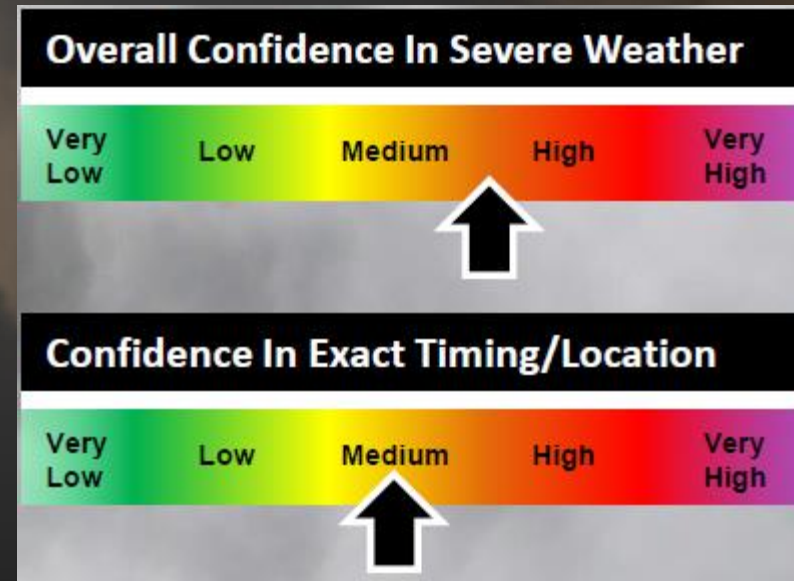 Overall Confidence In Severe Weather
Very Low Low Medium High Very High
Confidence In Exact Timing/Location
Very Low Low Medium High Very High